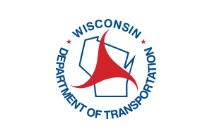 WISCONSIN
DEPARTMENT OF TRANSPORTATION